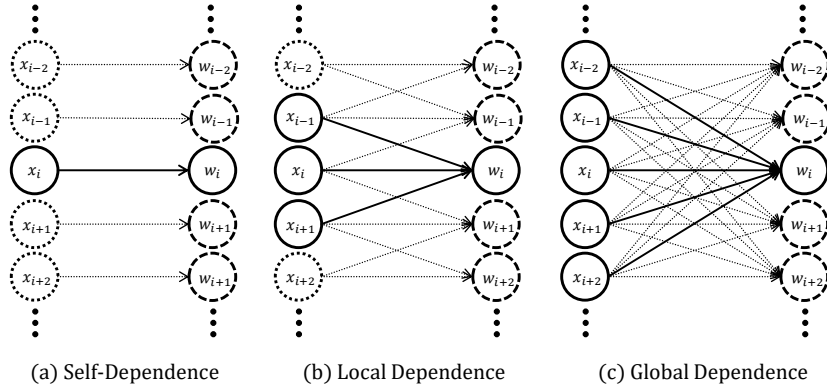 x_{i−2} w_{i−2} x_{i−2} w_{i−2} x_{i−2} w_{i−2}
x_{i−1} w_{i−1} x_{i−1} w_{i−1} x_{i−1} w_{i−1}
x_i w_i x_i w_i x_i w_i
x_{i+1} w_{i+1} x_{i+1} w_{i+1} x_{i+1} w_{i+1}
x_{i+2} w_{i+1} x_{i+2} w_{i+2} x_{i+2} w_{i+2}
(a) Self-Dependence (b) Local Dependence (c) Global Dependence